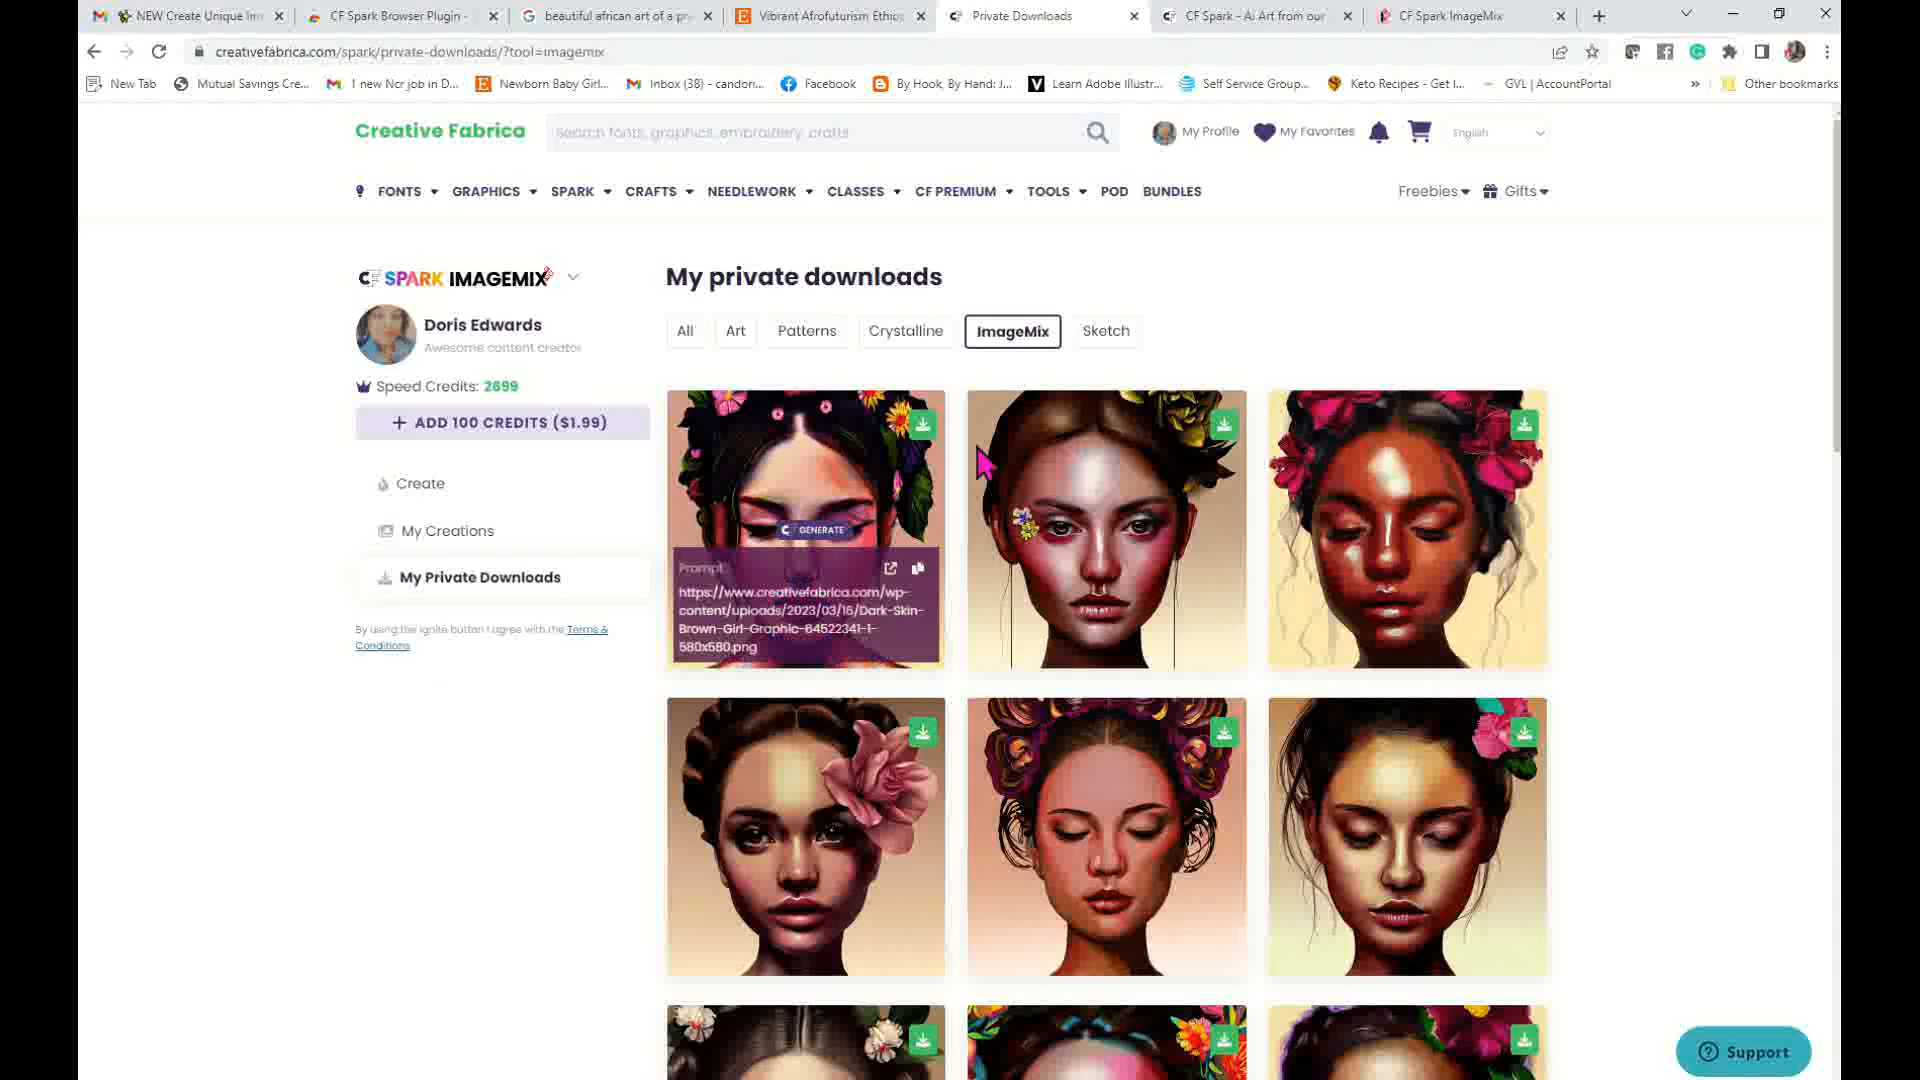 NEW Create Unique Im
CF Spark Browser Plugin -
beautiful african art of a pr
Vibrant Afrofuturism Ethiop
Private Downloads
CF Spark - Ai Art from our
CF Spark ImageMix
creativefabrica.com/spark/private-downloads/?tool=imagemix
New Tab
Mutual Savings Cre...
1 new Ncr job in D...
Newborn Baby Girl...
Inbox (38) - candon...
Facebook
By Hook, By Hand: J...
Learn Adobe Illustr...
Self Service Group...
Keto Recipes - Get I...
GVL | AccountPortal
»
Other bookmarks
Creative Fabrica
Search fonts, graphics, embroidery, crafts
My Profile
My Favorites
English
FONTS
GRAPHICS
SPARK
CRAFTS
NEEDLEWORK
CLASSES
CF PREMIUM
TOOLS
POD
BUNDLES
Freebies
Gifts
CF SPARK IMAGEMIX
My private downloads
Doris Edwards
Awesome content creator
All
Art
Patterns
Crystalline
ImageMix
Sketch
Speed Credits: 2699
+ ADD 100 CREDITS ($1.99)
Create
My Creations
My Private Downloads
By using the ignite button I agree with the Terms &
Conditions
GENERATE
Prompt
https://www.creativefabrica.com/wp-
content/uploads/2023/03/16/Dark-Skin-
Brown-Girl-Graphic-64522341-1-
580x580.png
Support